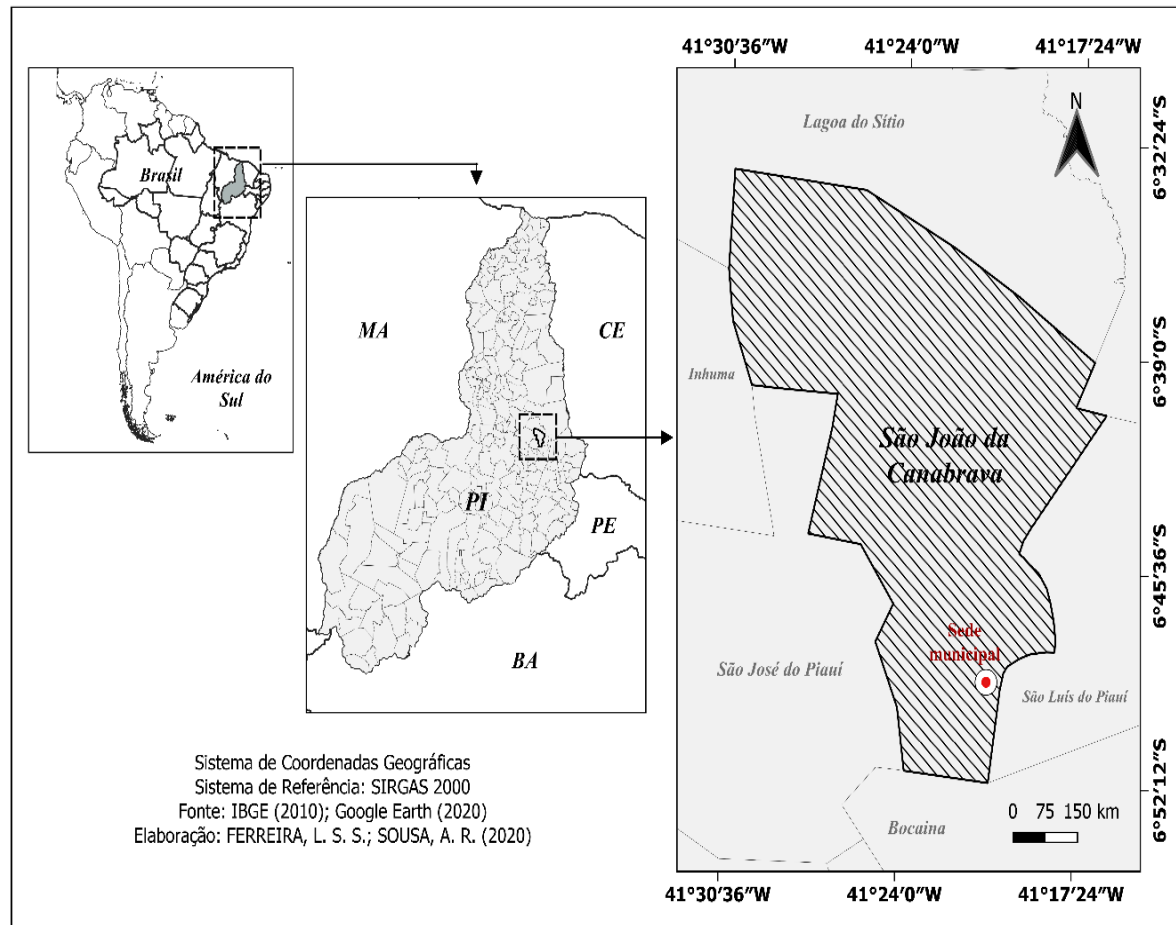 41°30'36"W 41°24'0"W 41°17'24"W
N
Lagoa do Sítio
6°32'24"S
Brasil
América do
Sul
MA
CE
Inhuma
6°39'0"S
São João da
Canabrava
PI
PE
6°45'36"S
BA
Sede
municipal
São José do Piauí
São Luís do Piauí
Sistema de Coordenadas Geográficas
Sistema de Referência: SIRGAS 2000
Fonte: IBGE (2010); Google Earth (2020)
Elaboração: FERREIRA, L. S. S.; SOUSA, A. R. (2020)
6°52'12"S
0 75 150 km
Bocaina
41°30'36"W 41°24'0"W 41°17'24"W